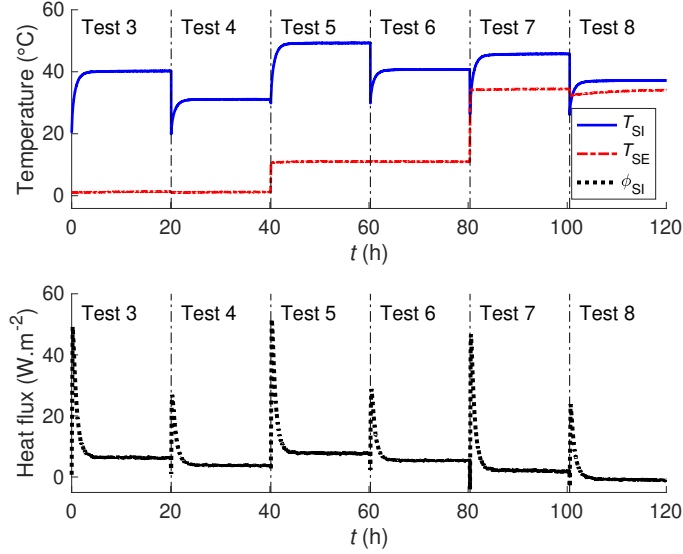 Test 3 Test 4 Test 5 Test 6 Test 7 Test 8
60
40
20
0
Temperature (°C)
T_SI
T_SE
ϕ_SI
0 20 40 60 80 100 120
t (h)
Test 3 Test 4 Test 5 Test 6 Test 7 Test 8
60
40
20
0
Heat flux (W.m⁻²)
0 20 40 60 80 100 120
t (h)